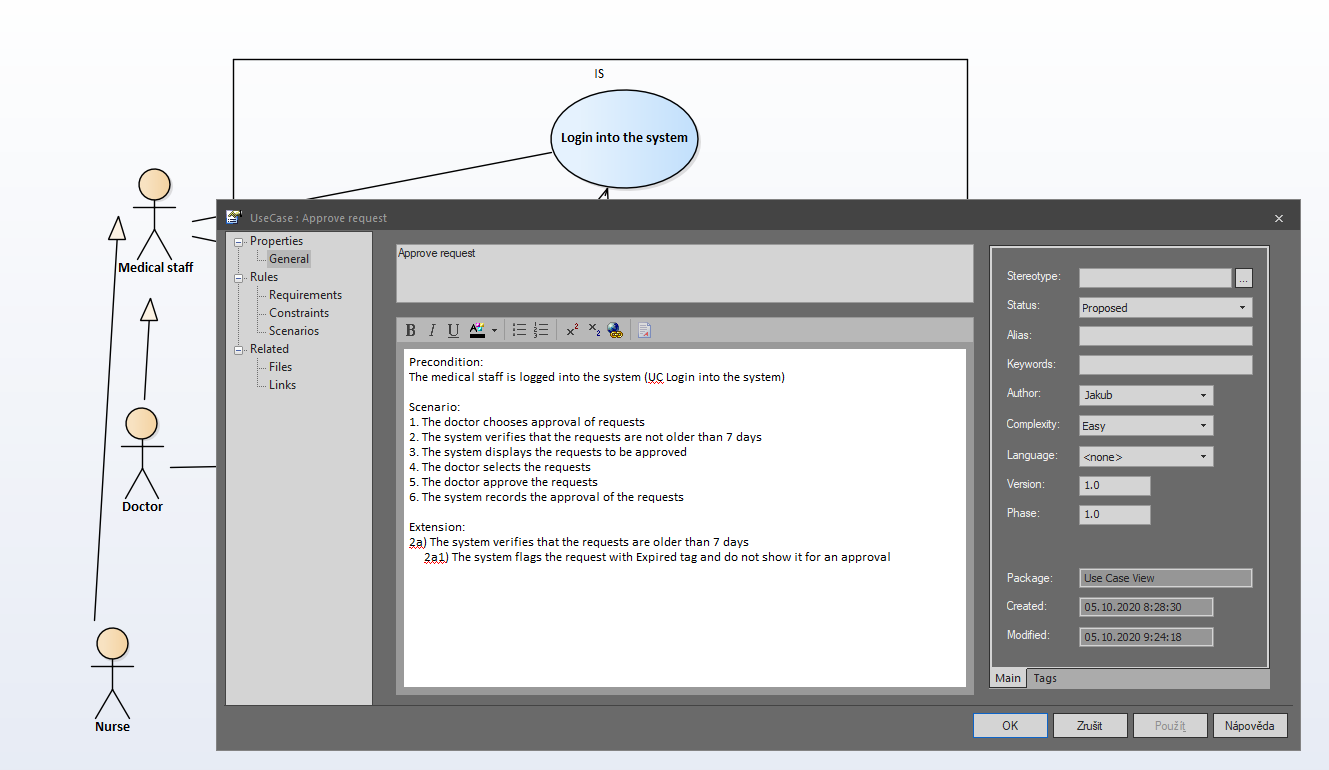 IS
Login into the system
Medical staff
Doctor
Nurse
UseCase : Approve request
Properties
General
Rules
Requirements
Constraints
Scenarios
Related
Files
Links
Approve request
B I U A x² x₂
Precondition:
The medical staff is logged into the system (UC Login into the system)
Scenario:
1. The doctor chooses approval of requests
2. The system verifies that the requests are not older than 7 days
3. The system displays the requests to be approved
4. The doctor selects the requests
5. The doctor approve the requests
6. The system records the approval of the requests
Extension:
2a) The system verifies that the requests are older than 7 days
2a1) The system flags the request with Expired tag and do not show it for an approval
Stereotype: ...
Status: Proposed
Alias:
Keywords:
Author: Jakub
Complexity: Easy
Language: <none>
Version: 1.0
Phase: 1.0
Package: Use Case View
Created: 05.10.2020 8:28:30
Modified: 05.10.2020 9:24:18
Main Tags
OK Zrušit Použít Nápověda